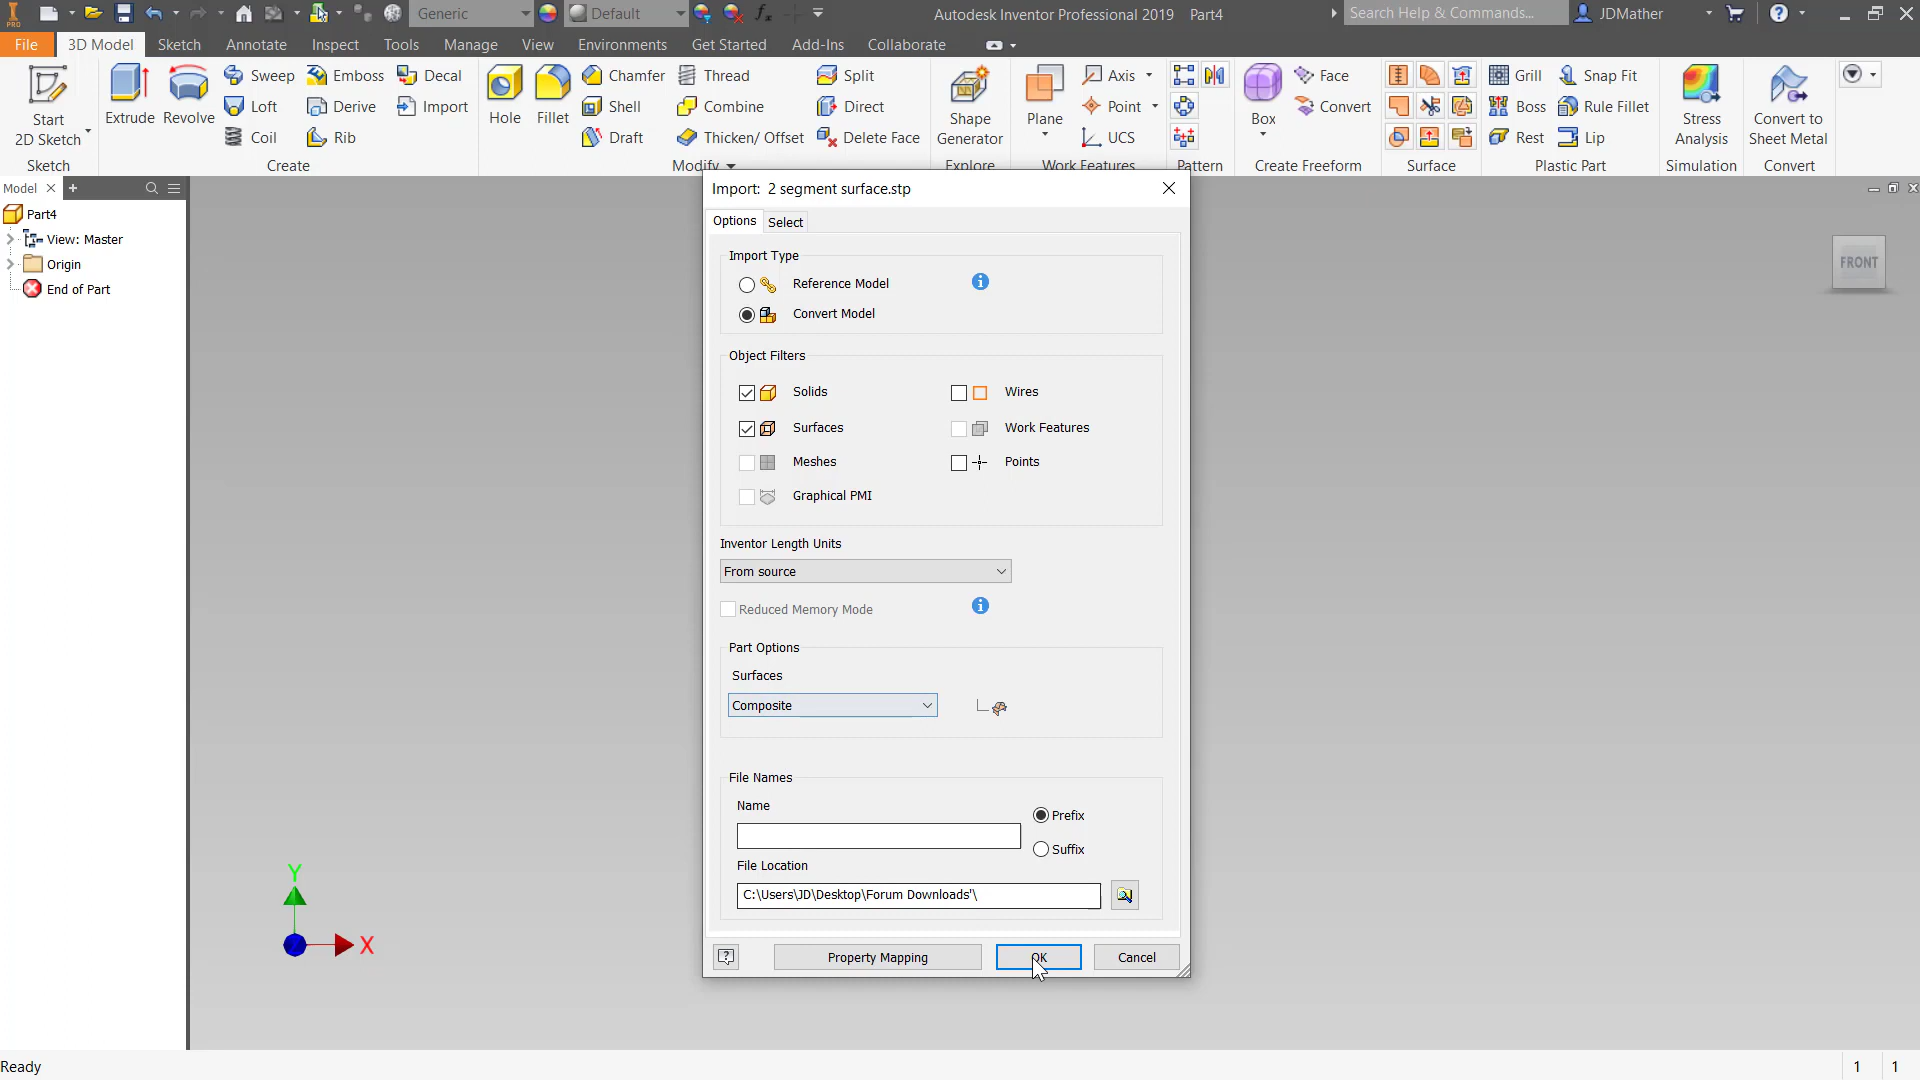 PRO
Generic
Default
fx
Autodesk Inventor Professional 2019 Part4
Search Help & Commands...
JDMather
File
3D Model
Sketch
Annotate
Inspect
Tools
Manage
View
Environments
Get Started
Add-Ins
Collaborate
Start
2D Sketch
Sketch
Extrude
Revolve
Sweep
Loft
Coil
Emboss
Derive
Rib
Decal
Import
Create
Hole
Fillet
Chamfer
Shell
Draft
Thread
Combine
Thicken/ Offset
Split
Direct
Delete Face
Modify
Shape
Generator
Explore
Plane
Axis
Point
UCS
Work Features
Pattern
Box
Face
Convert
Create Freeform
Surface
Grill
Boss
Rest
Snap Fit
Rule Fillet
Lip
Plastic Part
Stress
Analysis
Simulation
Convert to
Sheet Metal
Convert
Model
Part4
View: Master
Origin
End of Part
FRONT
Import: 2 segment surface.stp
Options
Select
Import Type
Reference Model
Convert Model
Object Filters
Solids
Wires
Surfaces
Work Features
Meshes
Points
Graphical PMI
Inventor Length Units
From source
Reduced Memory Mode
Part Options
Surfaces
Composite
File Names
Name
Prefix
Suffix
File Location
C:\Users\JD\Desktop\Forum Downloads'\
Property Mapping
OK
Cancel
Y
X
Ready
1
1